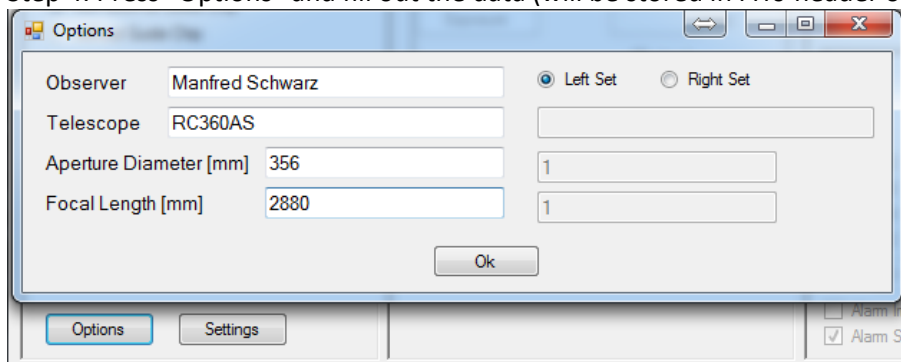 Step 4: Press "Options" and fill out the data (will be stored in FITS header
Options
Observer Manfred Schwarz Left Set Right Set
Telescope RC360AS
Aperture Diameter [mm] 356 1
Focal Length [mm] 2880 1
Ok
Options Settings
Alarm
Alarm S